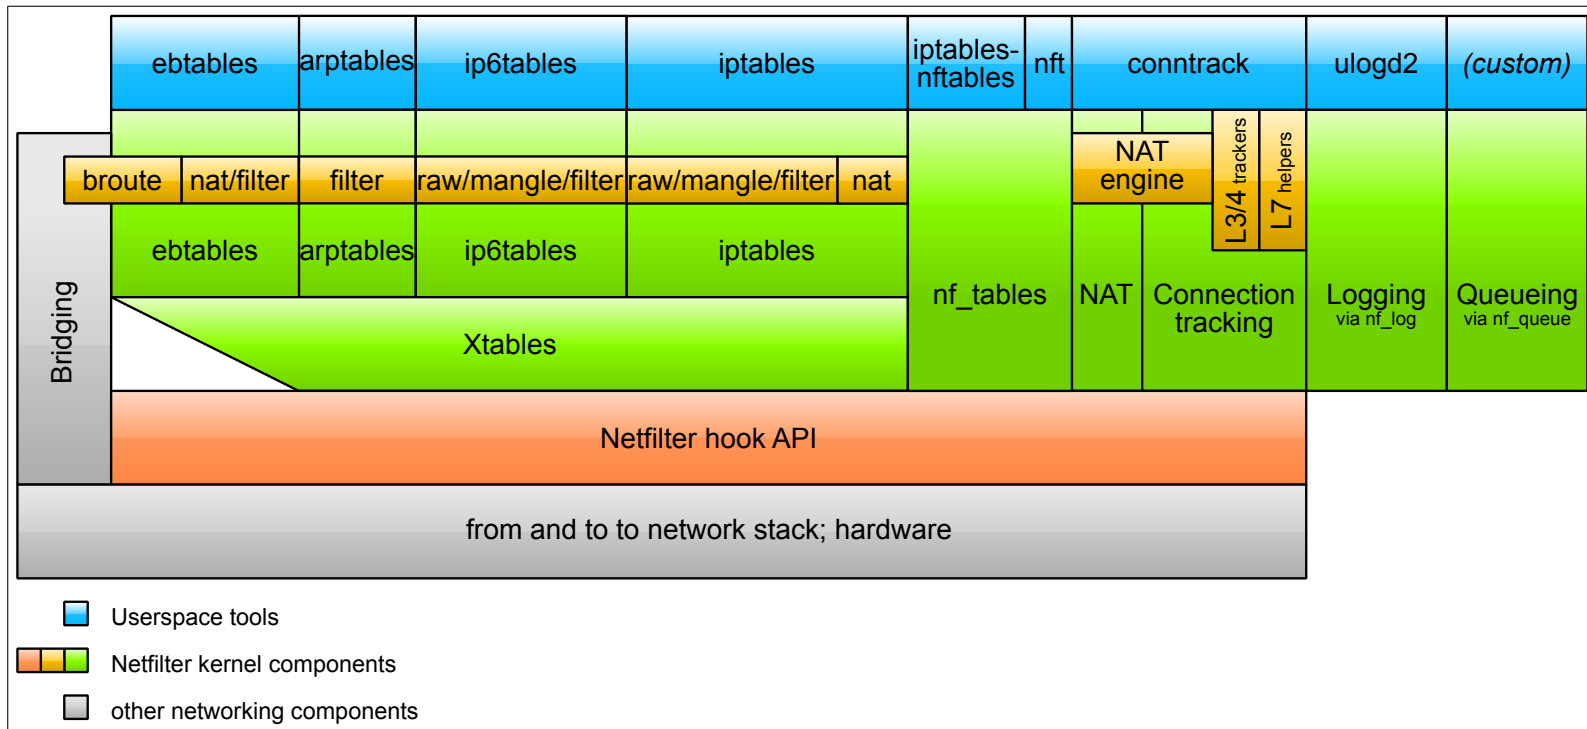 ebtables
arptables
ip6tables
iptables
iptables-
nftables
nft
conntrack
ulogd2
(custom)
broute
nat/filter
filter
raw/mangle/filter
raw/mangle/filter
nat
NAT
engine
L3/4 trackers
L7 helpers
ebtables
arptables
ip6tables
iptables
Bridging
Xtables
nf_tables
NAT
Connection
tracking
Logging
via nf_log
Queueing
via nf_queue
Netfilter hook API
from and to to network stack; hardware
Userspace tools
Netfilter kernel components
other networking components